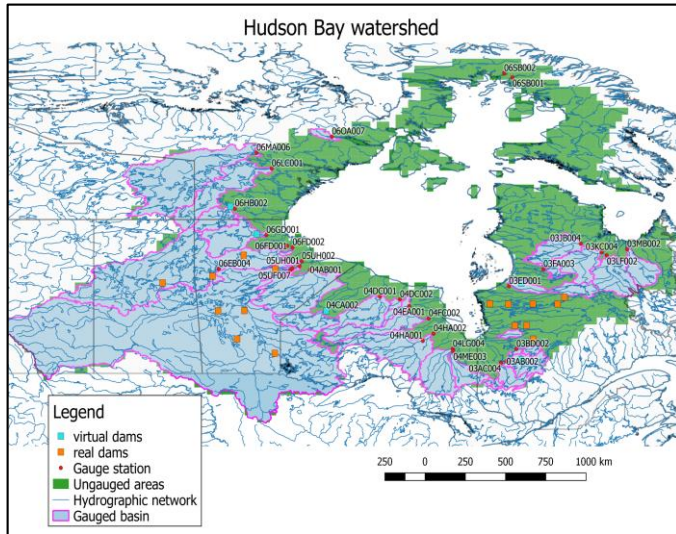 Hudson Bay watershed
06SB002
06SB001
06OA007
06MA006
06LC001
06HB002
06GD001
06FD001
06FD002
05UH001
05UH002
06EB004
05UF007
04AB001
04CA002
04DC001
04DC002
04EA001
04FC002
04HA002
04HA001
04LG004
04ME003
03AC004
03AB002
03BD002
03ED001
03FA003
03JB004
03KC004
03MB002
03LF002
Legend
virtual dams
real dams
Gauge station
Ungauged areas
Hydrographic network
Gauged basin
250 0 250 500 750 1000 km